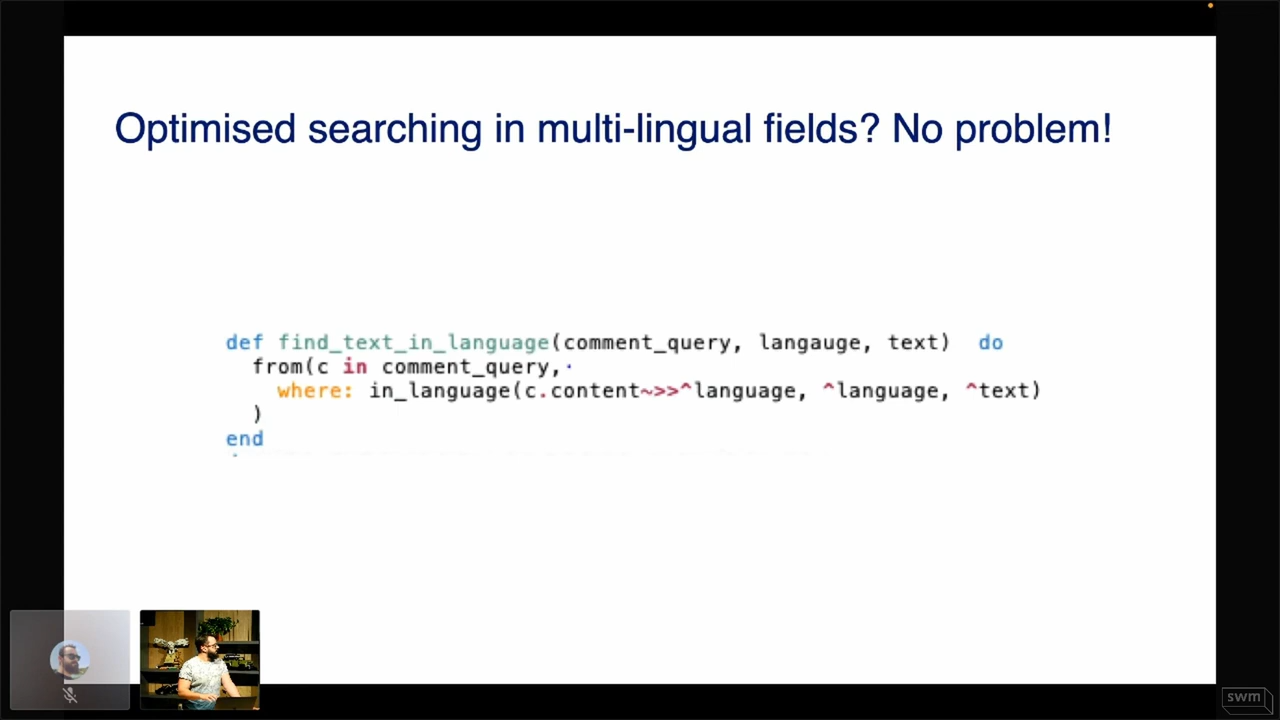 Optimised searching in multi-lingual fields? No problem!
def find_text_in_language(comment_query, langauge, text) do
from(c in comment_query,
where: in_language(c.content~>>^language, ^language, ^text)
)
end
swm